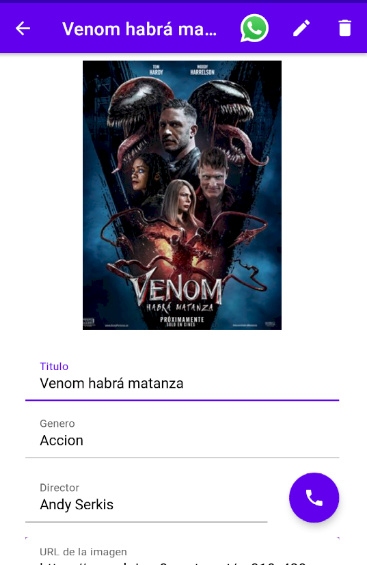 Venom habrá ma...
TOM
HARDY
WOODY
HARRELSON
VENOM
HABRÁ MATANZA
PRÓXIMAMENTE
SOLO EN CINES
Titulo
Venom habrá matanza
Genero
Accion
Director
Andy Serkis
URL de la imagen